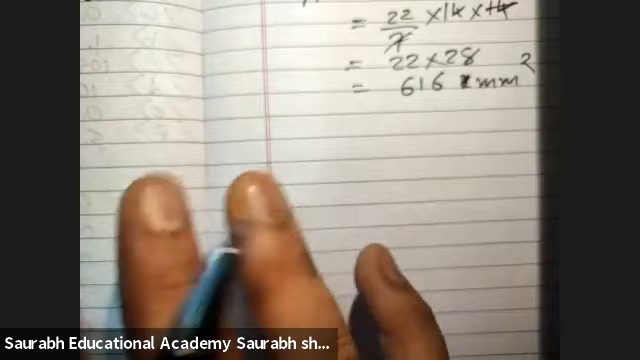 = 22/7 × 14 × 14
= 22 × 28
= 616 mm²
Saurabh Educational Academy Saurabh sh...